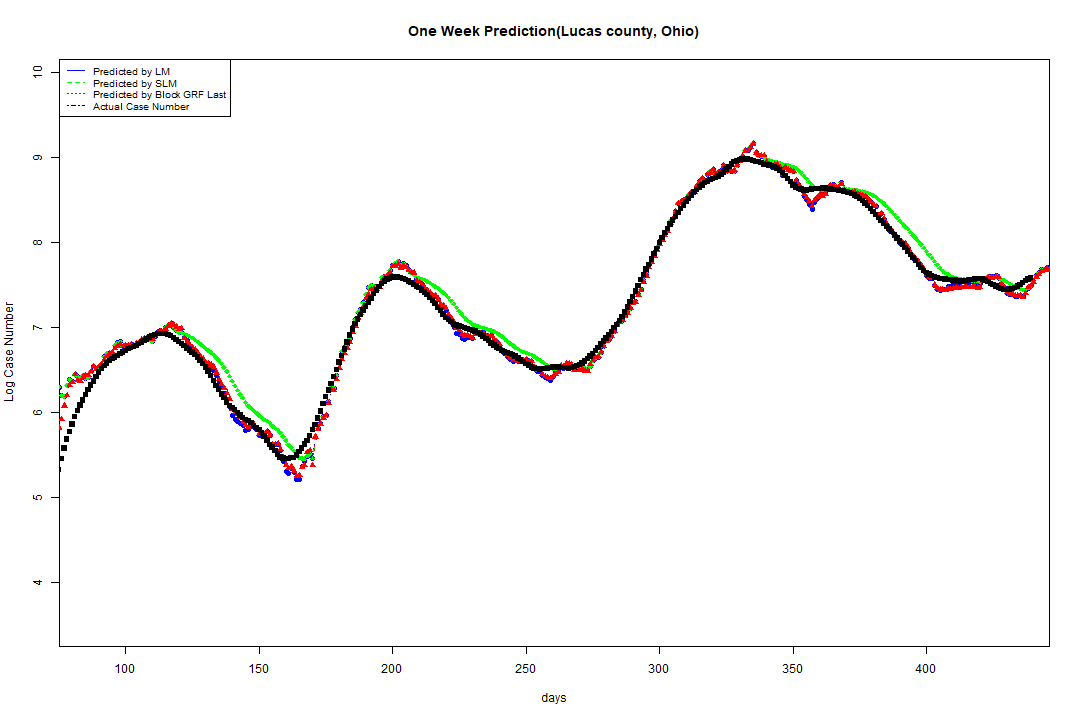 One Week Prediction(Lucas county, Ohio)
Predicted by LM
Predicted by SLM
Predicted by Block GRF Last
Actual Case Number
Log Case Number
10
9
8
7
6
5
4
100 150 200 250 300 350 400
days